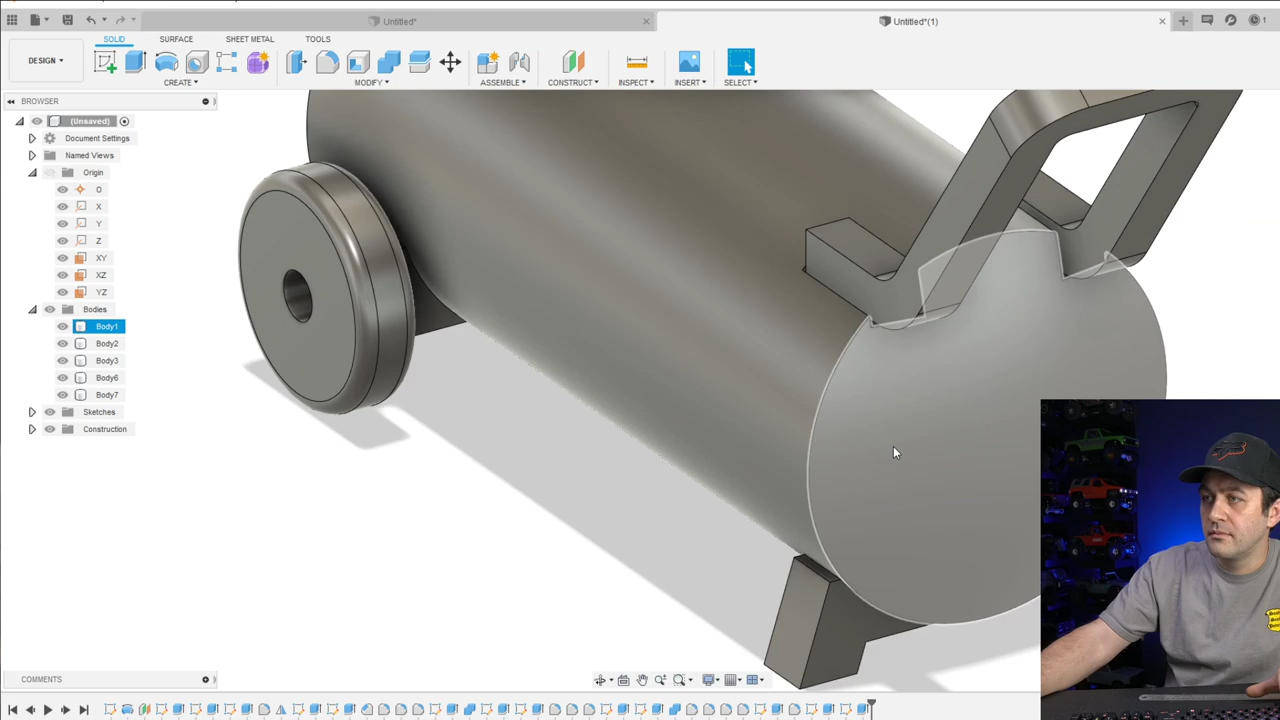 Untitled*
Untitled*(1)
1
SOLID
SURFACE
SHEET METAL
TOOLS
DESIGN
CREATE
MODIFY
ASSEMBLE
CONSTRUCT
INSPECT
INSERT
SELECT
BROWSER
(Unsaved)
Document Settings
Named Views
Origin
O
X
Y
Z
XY
XZ
YZ
Bodies
Body1
Body2
Body3
Body6
Body7
Sketches
Construction
COMMENTS